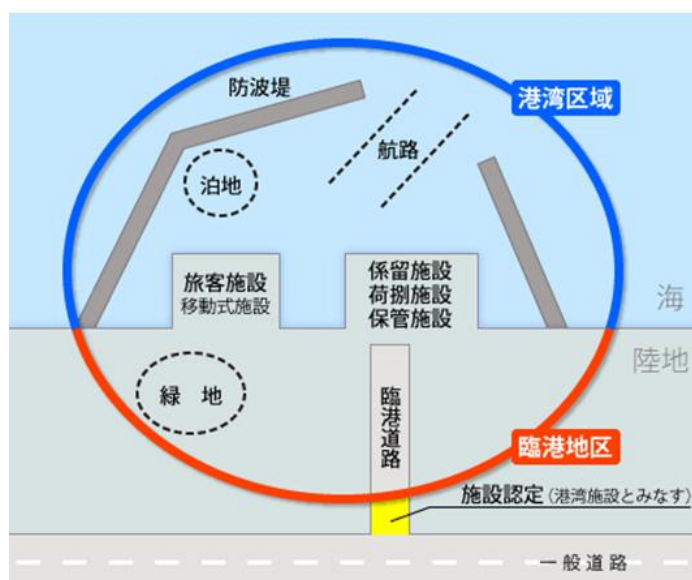 防波堤
港湾区域
航路
泊地
旅客施設
移動式施設
係留施設
荷捌施設
保管施設
海
陸地
緑 地
臨港道路
臨港地区
施設認定(港湾施設とみなす)
一般道路